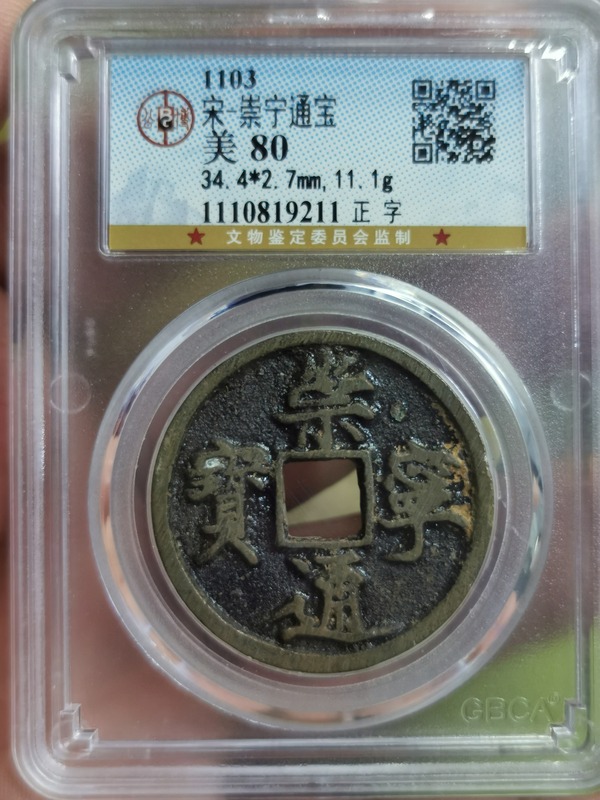 1103
宋-崇宁通宝
美 80
34.4*2.7mm,11.1g
1110819211 正字
★ 文物鉴定委员会监制 ★
崇
寧
通
寶
GBCA